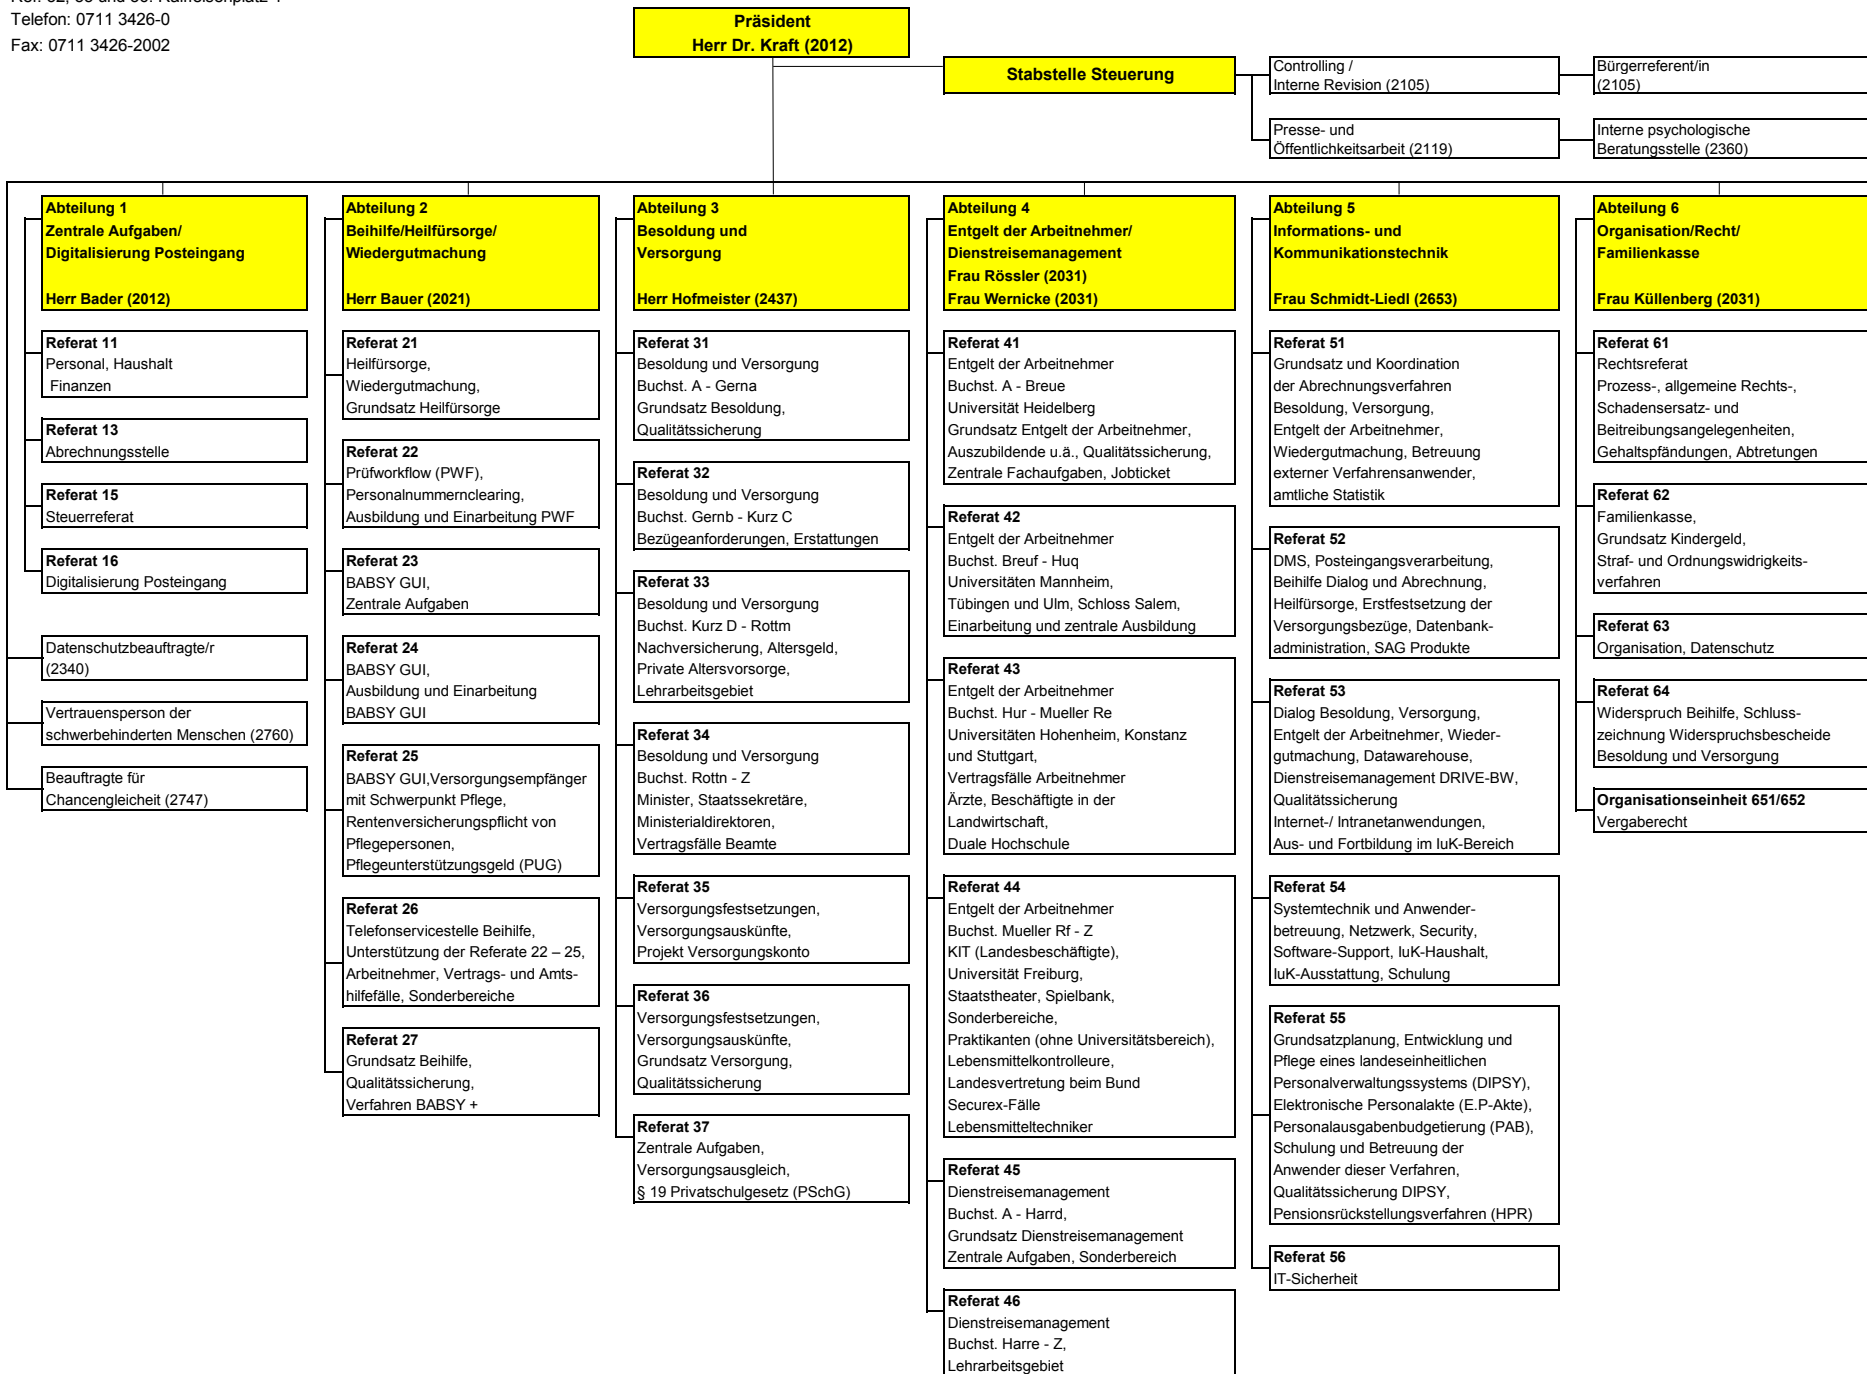 Telefon: 0711 3426-0
Fax: 0711 3426-2002
Präsident
Herr Dr. Kraft (2012)
Stabstelle Steuerung
Controlling /
Interne Revision (2105)
Bürgerreferent/in
(2105)
Presse- und
Öffentlichkeitsarbeit (2119)
Interne psychologische
Beratungsstelle (2360)
Abteilung 1
Zentrale Aufgaben/
Digitalisierung Posteingang
Herr Bader (2012)
Referat 11
Personal, Haushalt
Finanzen
Referat 13
Abrechnungsstelle
Referat 15
Steuerreferat
Referat 16
Digitalisierung Posteingang
Datenschutzbeauftragte/r
(2340)
Vertrauensperson der
schwerbehinderten Menschen (2760)
Beauftragte für
Chancengleicheit (2747)
Abteilung 2
Beihilfe/Heilfürsorge/
Wiedergutmachung
Herr Bauer (2021)
Referat 21
Heilfürsorge,
Wiedergutmachung,
Grundsatz Heilfürsorge
Referat 22
Prüfworkflow (PWF),
Personalnummernclearing,
Ausbildung und Einarbeitung PWF
Referat 23
BABSY GUI,
Zentrale Aufgaben
Referat 24
BABSY GUI,
Ausbildung und Einarbeitung
BABSY GUI
Referat 25
BABSY GUI,Versorgungsempfänger
mit Schwerpunkt Pflege,
Rentenversicherungspflicht von
Pflegepersonen,
Pflegeunterstützungsgeld (PUG)
Referat 26
Telefonservicestelle Beihilfe,
Unterstützung der Referate 22 – 25,
Arbeitnehmer, Vertrags- und Amts-
hilfefälle, Sonderbereiche
Referat 27
Grundsatz Beihilfe,
Qualitätssicherung,
Verfahren BABSY +
Abteilung 3
Besoldung und
Versorgung
Herr Hofmeister (2437)
Referat 31
Besoldung und Versorgung
Buchst. A - Gerna
Grundsatz Besoldung,
Qualitätssicherung
Referat 32
Besoldung und Versorgung
Buchst. Gernb - Kurz C
Bezügeanforderungen, Erstattungen
Referat 33
Besoldung und Versorgung
Buchst. Kurz D - Rottm
Nachversicherung, Altersgeld,
Private Altersvorsorge,
Lehrarbeitsgebiet
Referat 34
Besoldung und Versorgung
Buchst. Rottn - Z
Minister, Staatssekretäre,
Ministerialdirektoren,
Vertragsfälle Beamte
Referat 35
Versorgungsfestsetzungen,
Versorgungsauskünfte,
Projekt Versorgungskonto
Referat 36
Versorgungsfestsetzungen,
Versorgungsauskünfte,
Grundsatz Versorgung,
Qualitätssicherung
Referat 37
Zentrale Aufgaben,
Versorgungsausgleich,
§ 19 Privatschulgesetz (PSchG)
Abteilung 4
Entgelt der Arbeitnehmer/
Dienstreisemanagement
Frau Rössler (2031)
Frau Wernicke (2031)
Referat 41
Entgelt der Arbeitnehmer
Buchst. A - Breue
Universität Heidelberg
Grundsatz Entgelt der Arbeitnehmer,
Auszubildende u.ä., Qualitätssicherung,
Zentrale Fachaufgaben, Jobticket
Referat 42
Entgelt der Arbeitnehmer
Buchst. Breuf - Huq
Universitäten Mannheim,
Tübingen und Ulm, Schloss Salem,
Einarbeitung und zentrale Ausbildung
Referat 43
Entgelt der Arbeitnehmer
Buchst. Hur - Mueller Re
Universitäten Hohenheim, Konstanz
und Stuttgart,
Vertragsfälle Arbeitnehmer
Ärzte, Beschäftigte in der
Landwirtschaft,
Duale Hochschule
Referat 44
Entgelt der Arbeitnehmer
Buchst. Mueller Rf - Z
KIT (Landesbeschäftigte),
Universität Freiburg,
Staatstheater, Spielbank,
Sonderbereiche,
Praktikanten (ohne Universitätsbereich),
Lebensmittelkontrolleure,
Landesvertretung beim Bund
Securex-Fälle
Lebensmitteltechniker
Referat 45
Dienstreisemanagement
Buchst. A - Harrd,
Grundsatz Dienstreisemanagement
Zentrale Aufgaben, Sonderbereich
Referat 46
Dienstreisemanagement
Buchst. Harre - Z,
Lehrarbeitsgebiet
Abteilung 5
Informations- und
Kommunikationstechnik
Frau Schmidt-Liedl (2653)
Referat 51
Grundsatz und Koordination
der Abrechnungsverfahren
Besoldung, Versorgung,
Entgelt der Arbeitnehmer,
Wiedergutmachung, Betreuung
externer Verfahrensanwender,
amtliche Statistik
Referat 52
DMS, Posteingangsverarbeitung,
Beihilfe Dialog und Abrechnung,
Heilfürsorge, Erstfestsetzung der
Versorgungsbezüge, Datenbank-
administration, SAG Produkte
Referat 53
Dialog Besoldung, Versorgung,
Entgelt der Arbeitnehmer, Wieder-
gutmachung, Datawarehouse,
Dienstreisemanagement DRIVE-BW,
Qualitätssicherung
Internet-/ Intranetanwendungen,
Aus- und Fortbildung im IuK-Bereich
Referat 54
Systemtechnik und Anwender-
betreuung, Netzwerk, Security,
Software-Support, IuK-Haushalt,
IuK-Ausstattung, Schulung
Referat 55
Grundsatzplanung, Entwicklung und
Pflege eines landeseinheitlichen
Personalverwaltungssystems (DIPSY),
Elektronische Personalakte (E.P-Akte),
Personalausgabenbudgetierung (PAB),
Schulung und Betreuung der
Anwender dieser Verfahren,
Qualitätssicherung DIPSY,
Pensionsrückstellungsverfahren (HPR)
Referat 56
IT-Sicherheit
Abteilung 6
Organisation/Recht/
Familienkasse
Frau Küllenberg (2031)
Referat 61
Rechtsreferat
Prozess-, allgemeine Rechts-,
Schadensersatz- und
Beitreibungsangelegenheiten,
Gehaltspfändungen, Abtretungen
Referat 62
Familienkasse,
Grundsatz Kindergeld,
Straf- und Ordnungswidrigkeits-
verfahren
Referat 63
Organisation, Datenschutz
Referat 64
Widerspruch Beihilfe, Schluss-
zeichnung Widerspruchsbescheide
Besoldung und Versorgung
Organisationseinheit 651/652
Vergaberecht